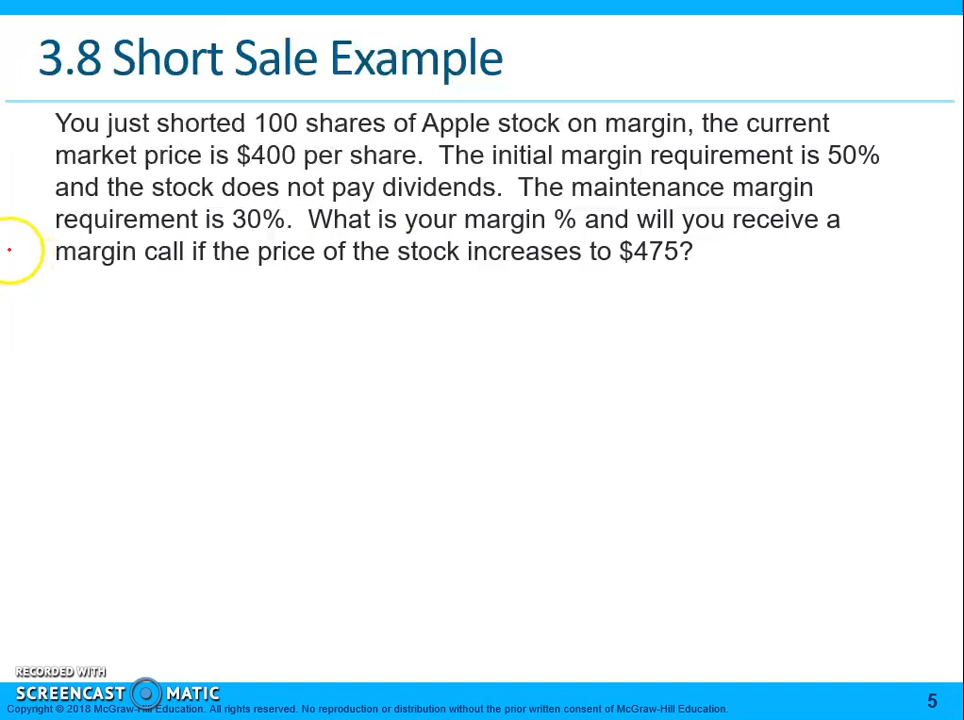 3.8 Short Sale Example
You just shorted 100 shares of Apple stock on margin, the current
market price is $400 per share. The initial margin requirement is 50%
and the stock does not pay dividends. The maintenance margin
requirement is 30%. What is your margin % and will you receive a
margin call if the price of the stock increases to $475?
RECORDED WITH
SCREENCAST MATIC
Copyright © 2018 McGraw-Hill Education. All rights reserved. No reproduction or distribution without the prior written consent of McGraw-Hill Education.
5